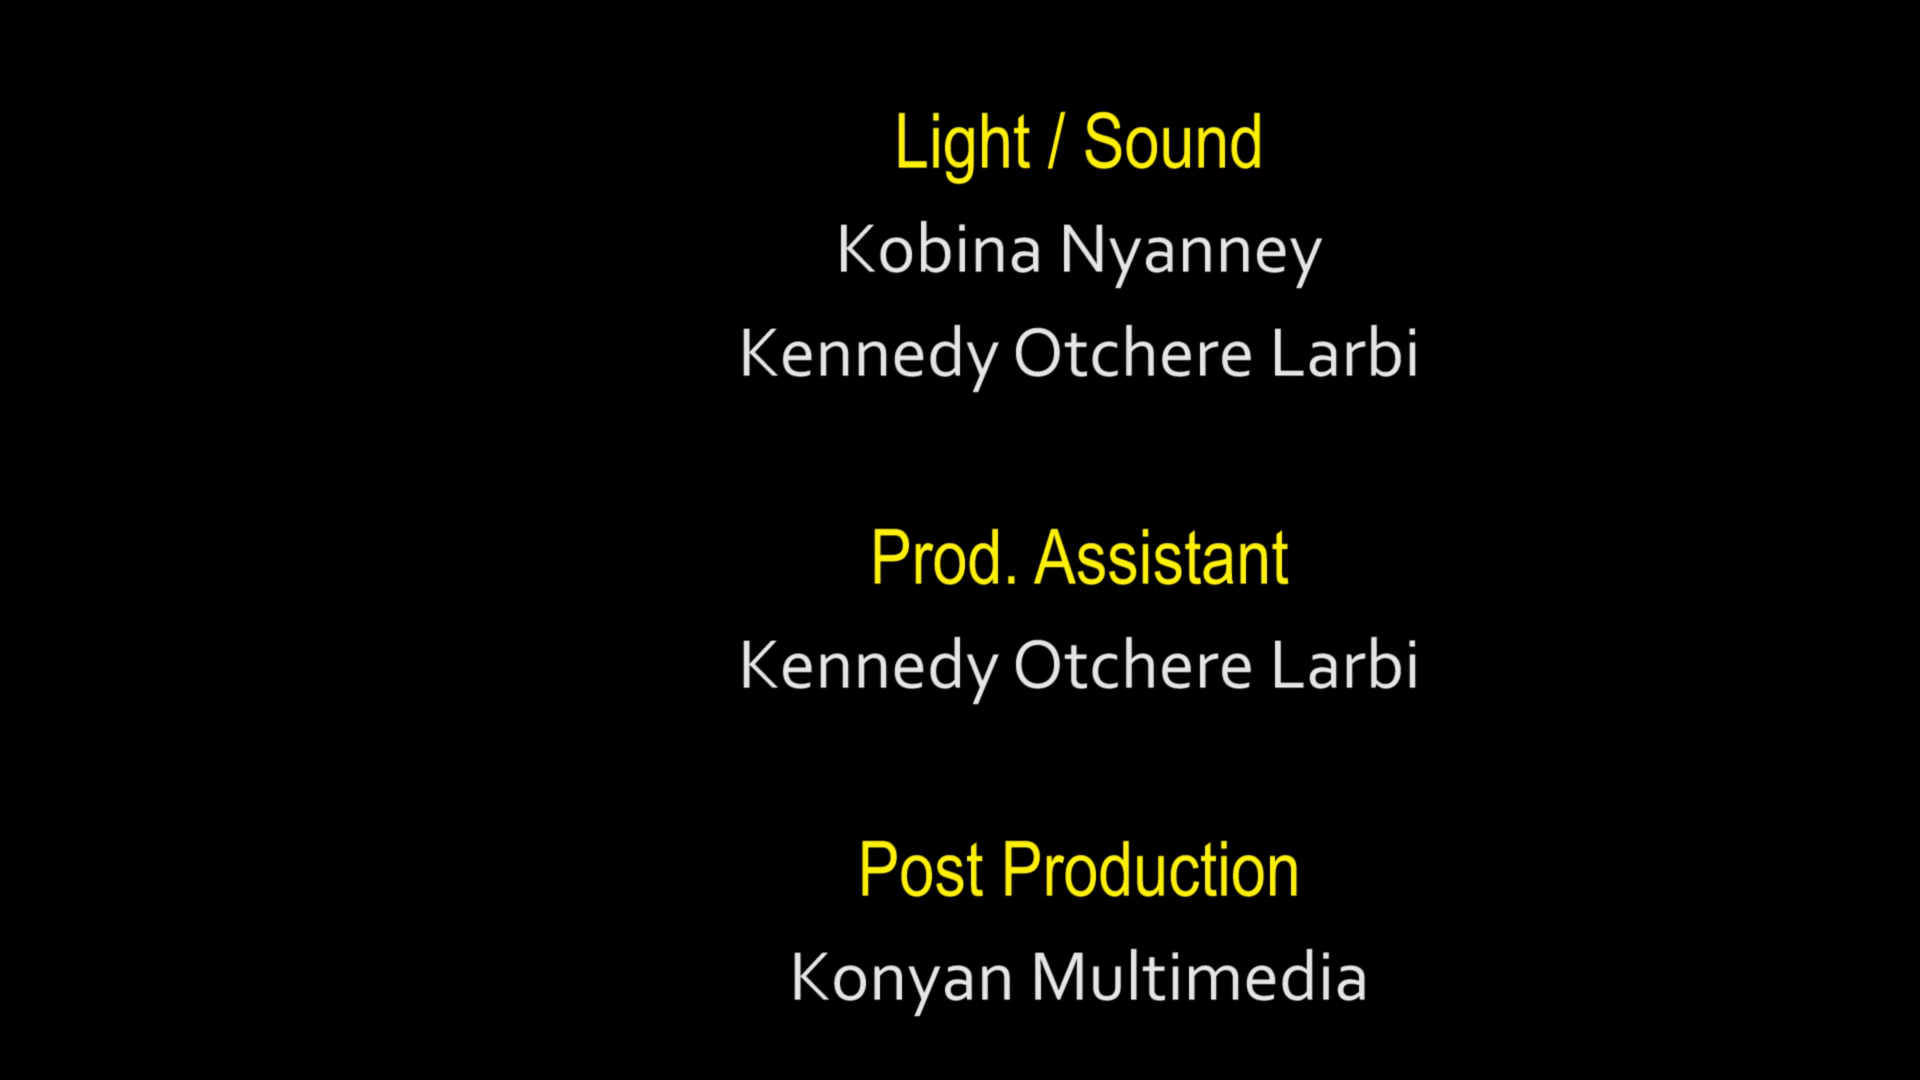 Light / Sound
Kobina Nyanney
Kennedy Otchere Larbi
Prod. Assistant
Kennedy Otchere Larbi
Post Production
Konyan Multimedia